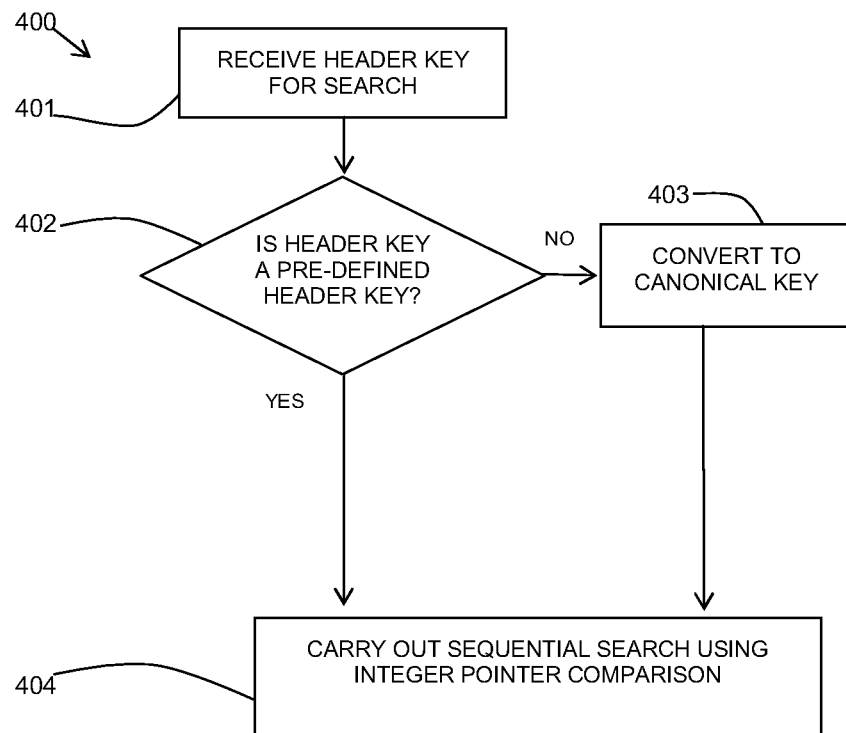 400
RECEIVE HEADER KEY
FOR SEARCH
401
402
IS HEADER KEY
A PRE-DEFINED
HEADER KEY?
NO
403
CONVERT TO
CANONICAL KEY
YES
CARRY OUT SEQUENTIAL SEARCH USING
INTEGER POINTER COMPARISON
404